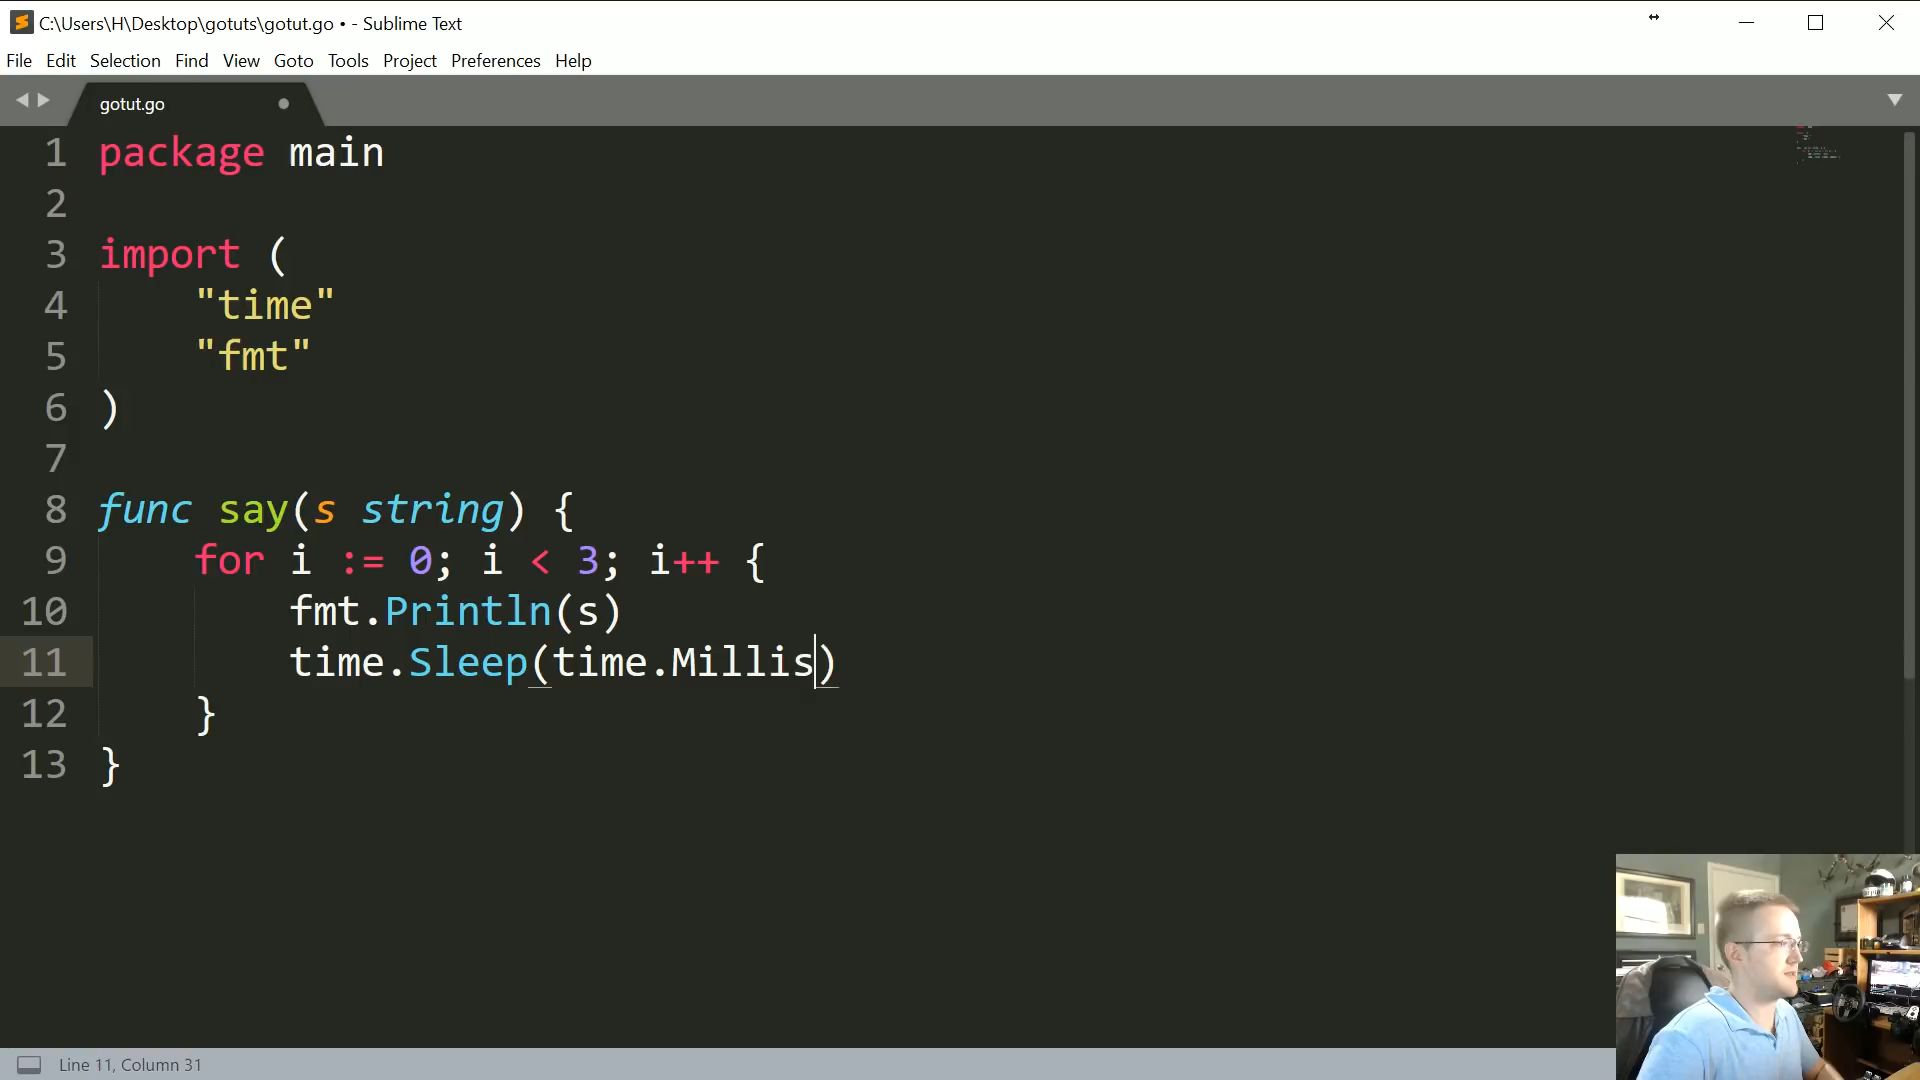 C:\Users\H\Desktop\gotuts\gotut.go • - Sublime Text
File Edit Selection Find View Goto Tools Project Preferences Help
gotut.go
1 package main
2
3 import (
4 "time"
5 "fmt"
6 )
7
8 func say(s string) {
9 for i := 0; i < 3; i++ {
10 fmt.Println(s)
11 time.Sleep(time.Millis)
12 }
13 }
Line 11, Column 31